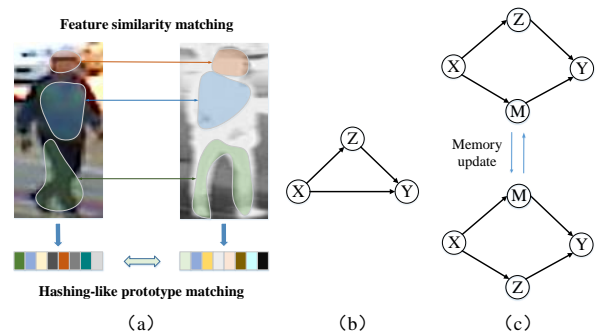 Feature similarity matching
Hashing-like prototype matching
(a)
X
Z
Y
(b)
Z
X
Y
M
Memory
update
M
X
Y
Z
(c)